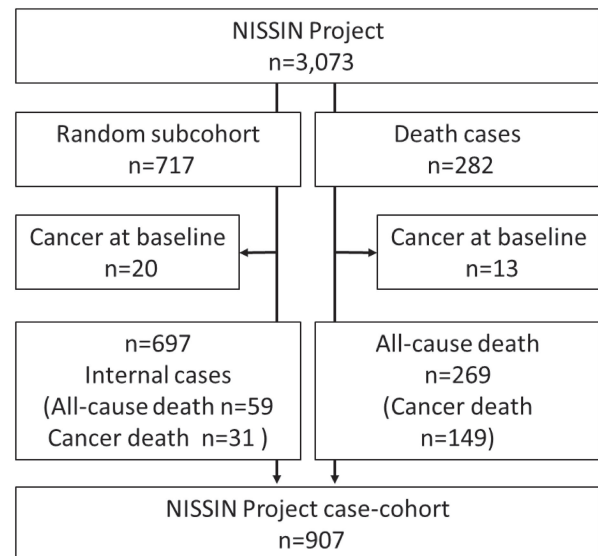 NISSIN Project
n=3,073
Random subcohort
n=717
Death cases
n=282
Cancer at baseline
n=20
Cancer at baseline
n=13
n=697
Internal cases
(All-cause death n=59
Cancer death n=31 )
All-cause death
n=269
(Cancer death
n=149)
NISSIN Project case-cohort
n=907